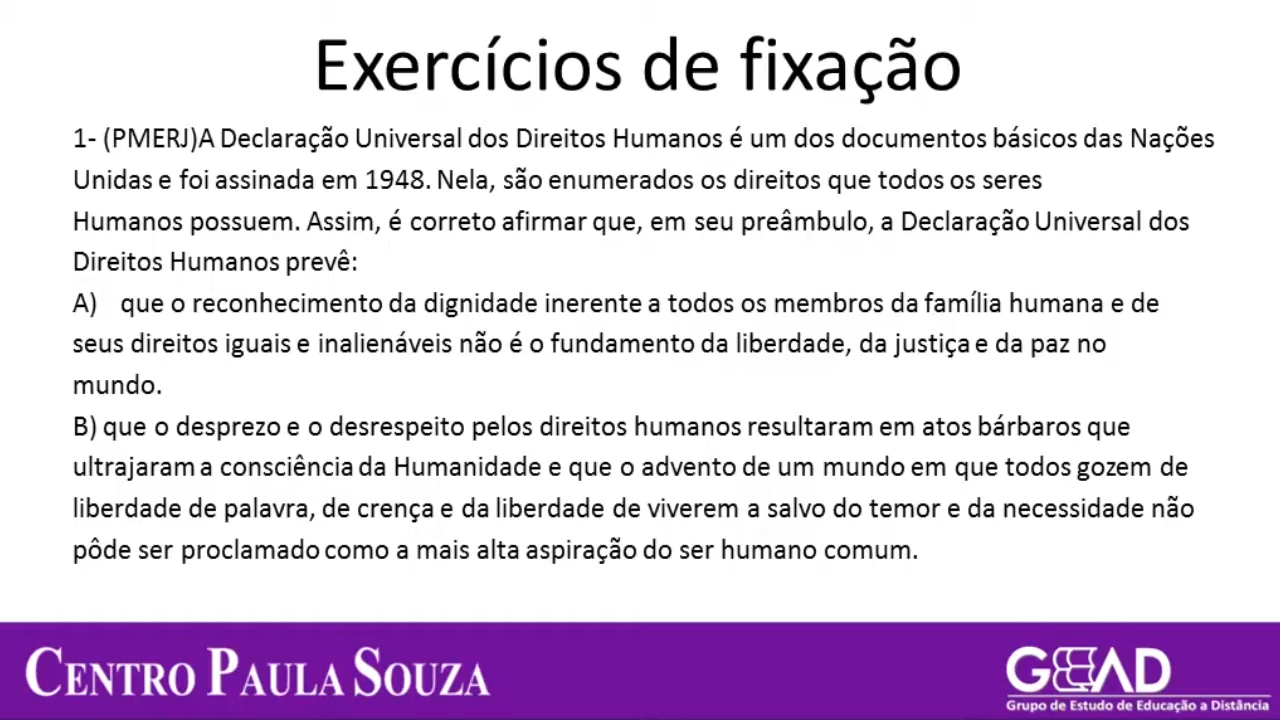 Exercícios de fixação
1- (PMERJ)A Declaração Universal dos Direitos Humanos é um dos documentos básicos das Nações
Unidas e foi assinada em 1948. Nela, são enumerados os direitos que todos os seres
Humanos possuem. Assim, é correto afirmar que, em seu preâmbulo, a Declaração Universal dos
Direitos Humanos prevê:
A) que o reconhecimento da dignidade inerente a todos os membros da família humana e de
seus direitos iguais e inalienáveis não é o fundamento da liberdade, da justiça e da paz no
mundo.
B) que o desprezo e o desrespeito pelos direitos humanos resultaram em atos bárbaros que
ultrajaram a consciência da Humanidade e que o advento de um mundo em que todos gozem de
liberdade de palavra, de crença e da liberdade de viverem a salvo do temor e da necessidade não
pôde ser proclamado como a mais alta aspiração do ser humano comum.
CENTRO PAULA SOUZA
GEEAD
Grupo de Estudo de Educação a Distância